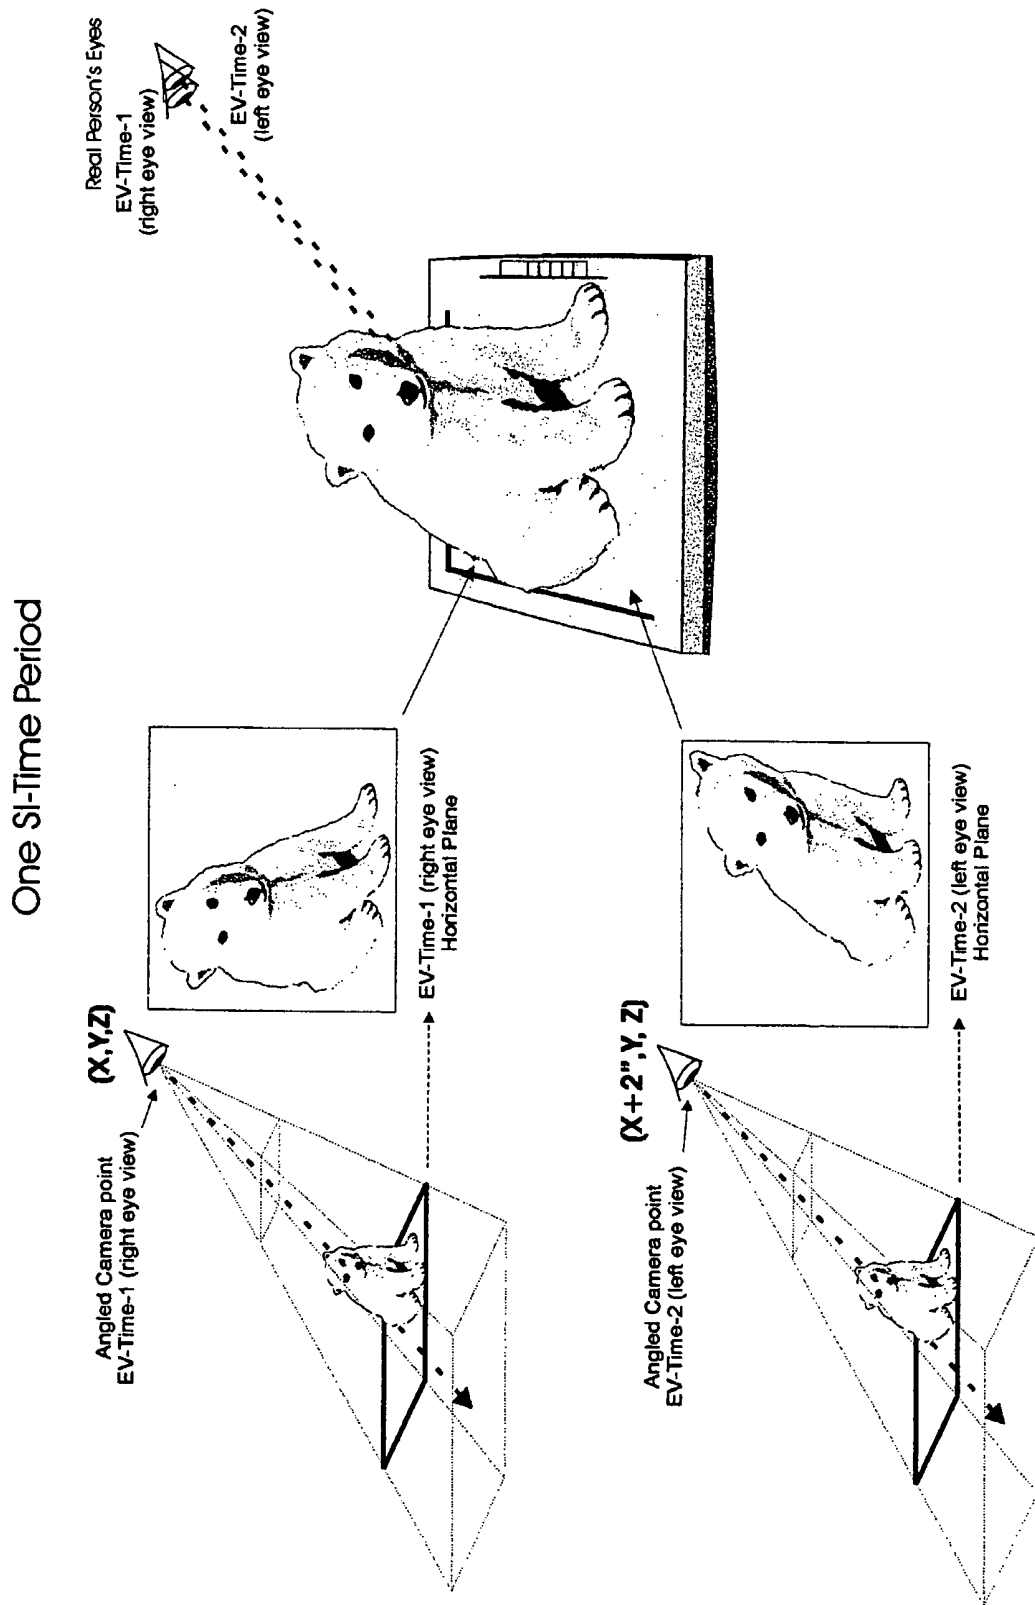 One SI-Time Period
Real Person's Eyes
EV-Time-1
(right eye view)
EV-Time-2
(left eye view)
Angled Camera point
EV-Time-1 (right eye view)
(X,Y,Z)
EV-Time-1 (right eye view)
Horizontal Plane
Angled Camera point
EV-Time-2 (left eye view)
(X+2",Y, Z)
EV-Time-2 (left eye view)
Horizontal Plane